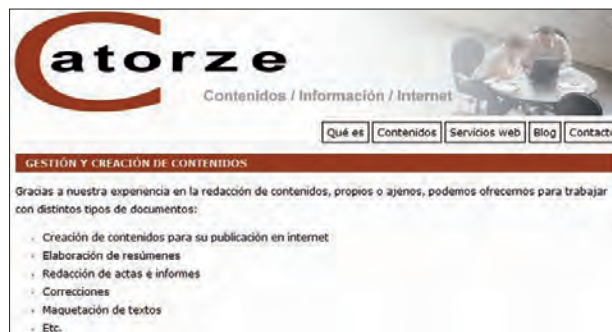 Catorze
Contenidos / Información / Internet
Qué es Contenidos Servicios web Blog Contacto
GESTIÓN Y CREACIÓN DE CONTENIDOS
Gracias a nuestra experiencia en la redacción de contenidos, propios o ajenos, podemos ofrecernos para trabajar
con distintos tipos de documentos:
Creación de contenidos para su publicación en internet
Elaboración de resúmenes
Redacción de actas e informes
Correcciones
Maquetación de textos
Etc.